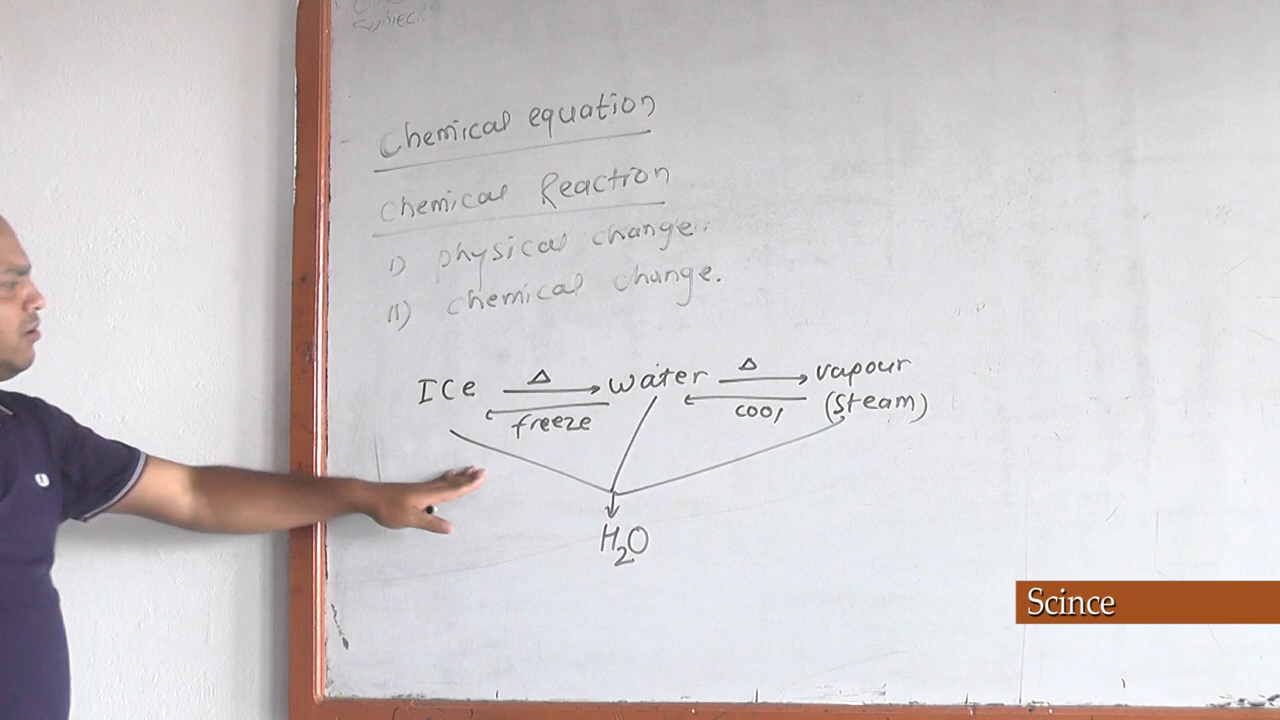 Chemical equation
Chemical Reaction
I) physical change.
II) chemical change.
ICe Δ water Δ vapour
freeze cool (steam)
H₂O
Scince